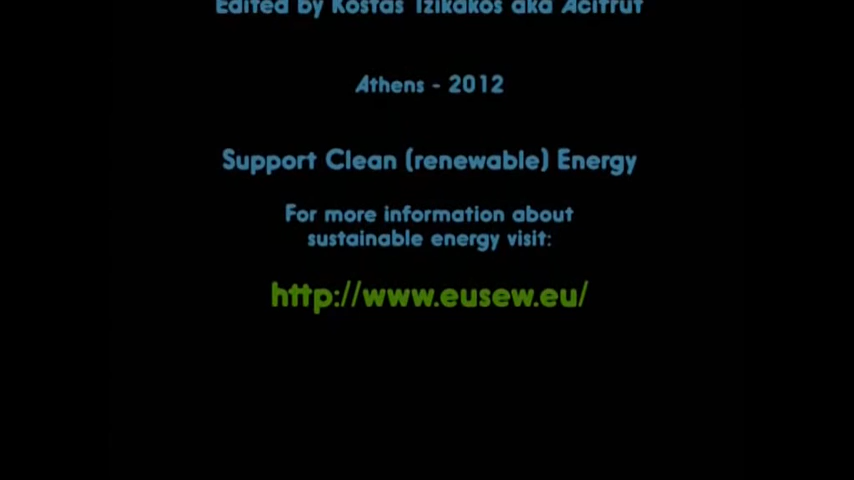 Edited by Kostas Tzikakos aka Acitrut
Athens - 2012
Support Clean (renewable) Energy
For more information about
sustainable energy visit:
http://www.eusew.eu/